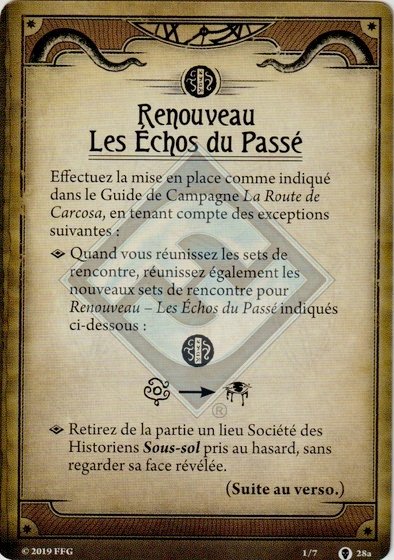 Renouveau
Les Échos du Passé
Effectuez la mise en place comme indiqué
dans le Guide de Campagne La Route de
Carcosa, en tenant compte des exceptions
suivantes :
Quand vous réunissez les sets de
rencontre, réunissez également les
nouveaux sets de rencontre pour
Renouveau – Les Échos du Passé indiqués
ci-dessous :
®
Retirez de la partie un lieu Société des
Historiens Sous-sol pris au hasard, sans
regarder sa face révélée.
(Suite au verso.)
© 2019 FFG 1/7 28a